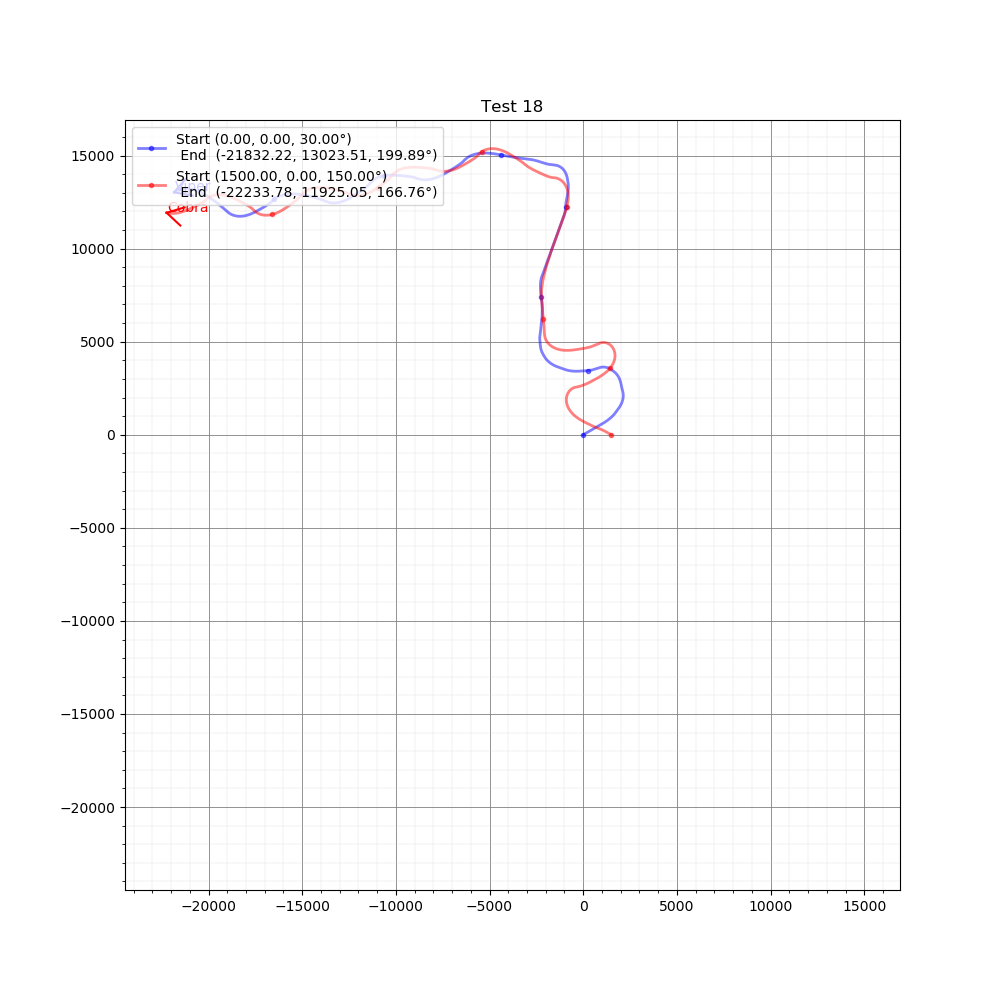 Test 18
Start (0.00, 0.00, 30.00°)
End (-21832.22, 13023.51, 199.89°)
Start (1500.00, 0.00, 150.00°)
End (-22233.78, 11925.05, 166.76°)
Viper
Cobra
15000
10000
5000
0
−5000
−10000
−15000
−20000
−20000 −15000 −10000 −5000 0 5000 10000 15000